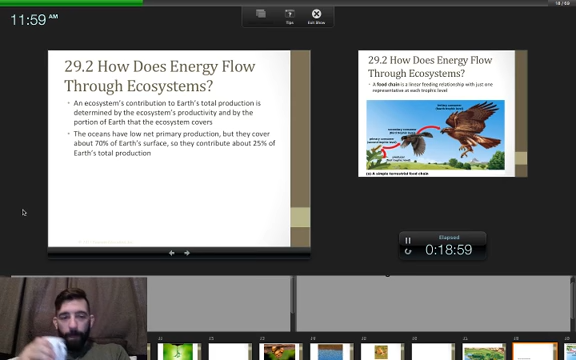 18 / 69
11:59 AM
Tips
Exit Show
29.2 How Does Energy Flow
Through Ecosystems?
• An ecosystem's contribution to Earth's total production is
determined by the ecosystem's productivity and by the
portion of Earth that the ecosystem covers
• The oceans have low net primary production, but they cover
about 70% of Earth's surface, so they contribute about 25% of
Earth's total production
29.2 How Does Energy Flow
Through Ecosystems?
• A food chain is a linear feeding relationship with just one
representative at each trophic level
(a) A simple terrestrial food chain
Elapsed
0:18:59